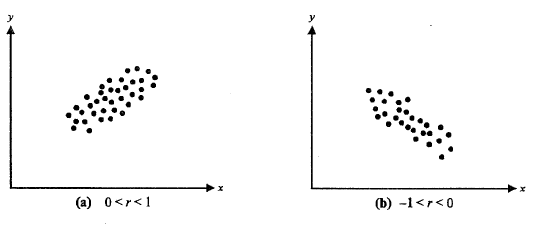 y
x
(a) 0 < r < 1
y
x
(b) –1 < r < 0